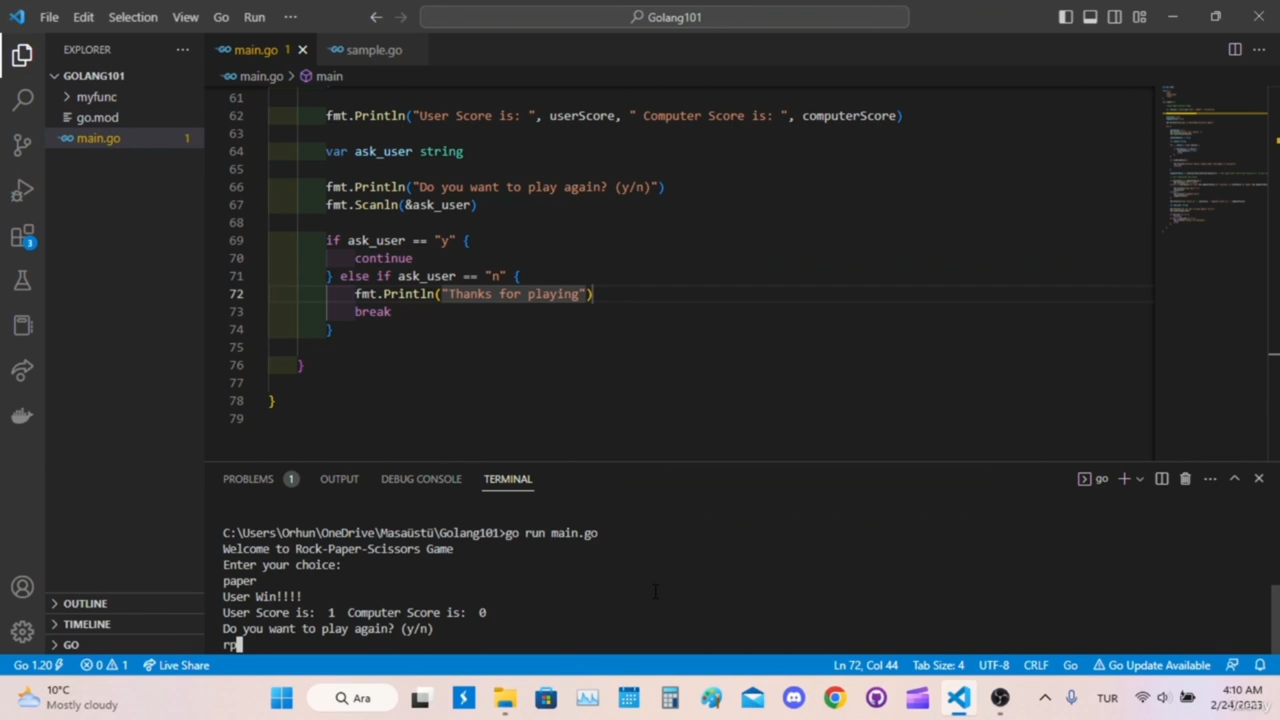 File Edit Selection View Go Run ··· Golang101
EXPLORER
main.go 1
sample.go
GOLANG101
main.go > main
myfunc
go.mod
main.go 1
61
62 fmt.Println("User Score is: ", userScore, " Computer Score is: ", computerScore)
63
64 var ask_user string
65
66 fmt.Println("Do you want to play again? (y/n)")
67 fmt.Scanln(&ask_user)
68
69 if ask_user == "y" {
70 continue
71 } else if ask_user == "n" {
72 fmt.Println("Thanks for playing")
73 break
74 }
75
76 }
77
78 }
79
3
PROBLEMS 1 OUTPUT DEBUG CONSOLE TERMINAL go
C:\Users\Orhun\OneDrive\Masaüstü\Golang101>go run main.go
Welcome to Rock-Paper-Scissors Game
Enter your choice:
paper
User Win!!!!
User Score is:  1  Computer Score is:  0
Do you want to play again? (y/n)
rp
OUTLINE
TIMELINE
GO
Go 1.20 0 1 Live Share Ln 72, Col 44 Tab Size: 4 UTF-8 CRLF Go Go Update Available
10°C
Mostly cloudy
Ara
TUR
4:10 AM
2/24/2023